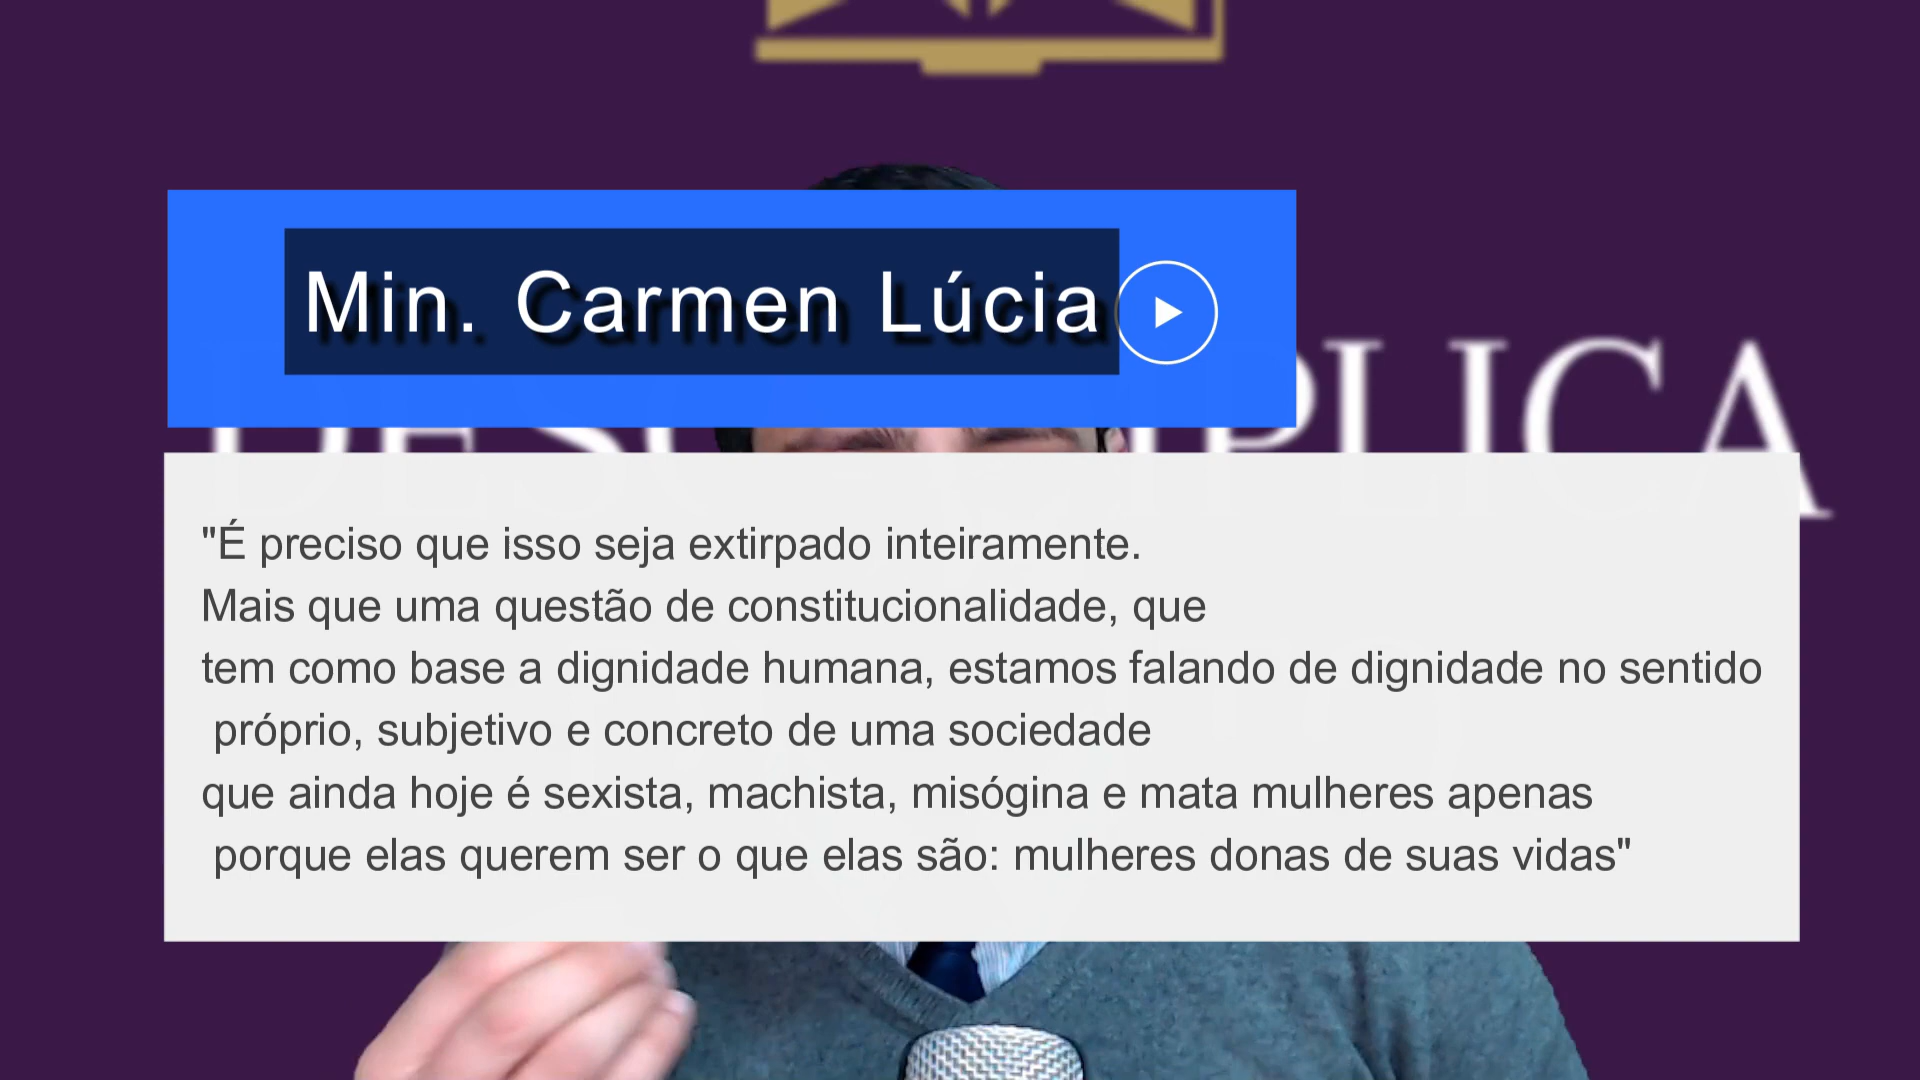 Min. Carmen Lúcia
DESCOMPLICA
"É preciso que isso seja extirpado inteiramente.
Mais que uma questão de constitucionalidade, que
tem como base a dignidade humana, estamos falando de dignidade no sentido
próprio, subjetivo e concreto de uma sociedade
que ainda hoje é sexista, machista, misógina e mata mulheres apenas
porque elas querem ser o que elas são: mulheres donas de suas vidas"